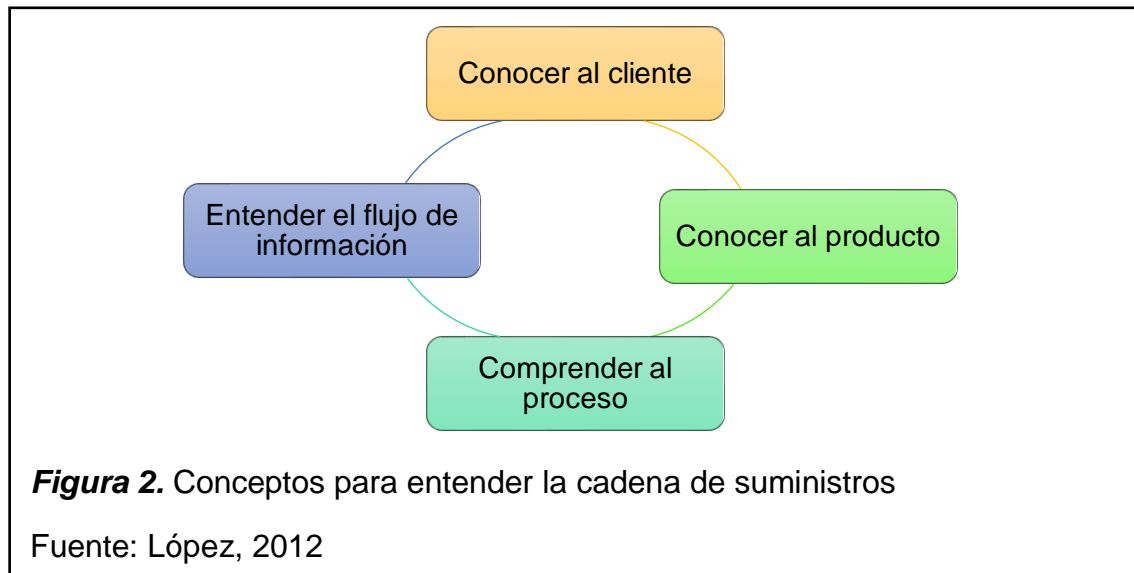 Conocer al cliente
Entender el flujo de
información
Conocer al producto
Comprender al
proceso
Figura 2. Conceptos para entender la cadena de suministros
Fuente: López, 2012